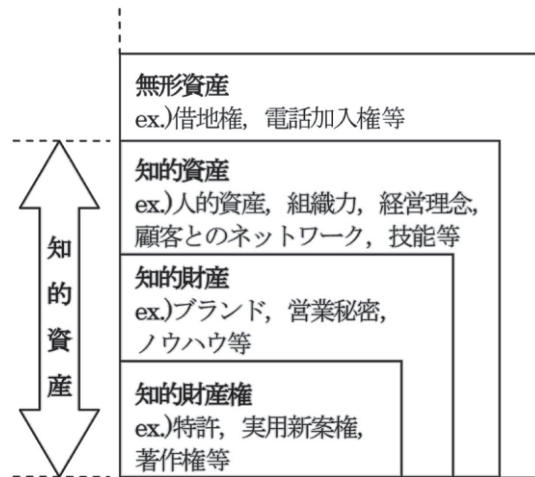 無形資産
ex.)借地権，電話加入権等
知的資産
ex.)人的資産，組織力，経営理念，
顧客とのネットワーク，技能等
知的財産
ex.)ブランド，営業秘密，
ノウハウ等
知的財産権
ex.)特許，実用新案権，
著作権等
知的資産